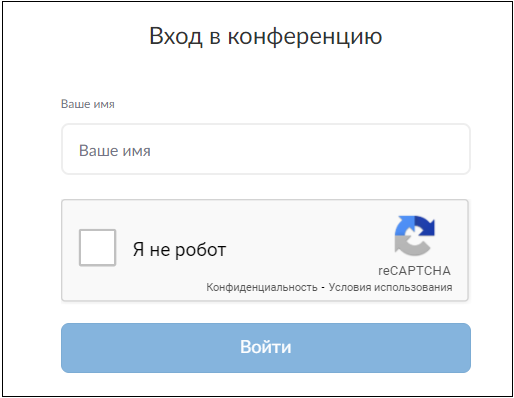 Вход в конференцию
Ваше имя
Ваше имя
Я не робот
reCAPTCHA
Конфиденциальность - Условия использования
Войти